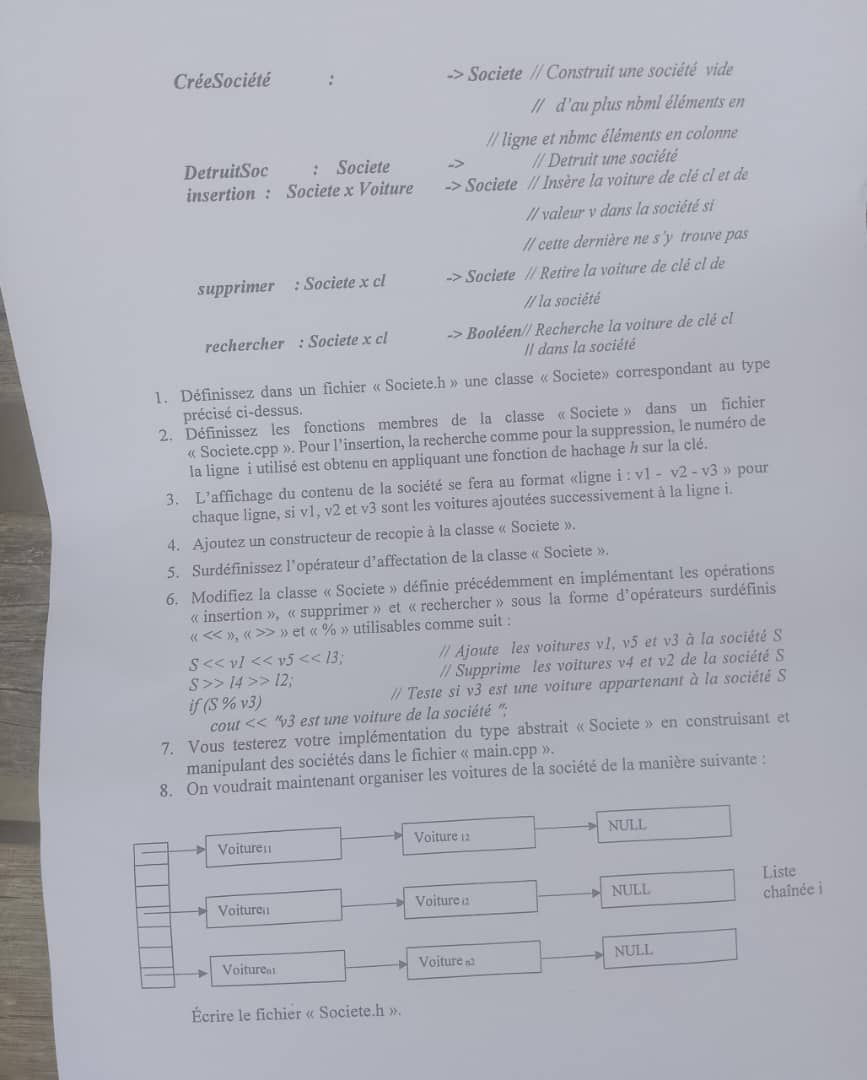 CréeSociété : -> Societe // Construit une société vide
// d'au plus nbml éléments en
// ligne et nbmc éléments en colonne
DetruitSoc : Societe -> // Detruit une société
insertion : Societe x Voiture -> Societe // Insère la voiture de clé cl et de
// valeur v dans la société si
// cette dernière ne s'y trouve pas
supprimer : Societe x cl -> Societe // Retire la voiture de clé cl de
// la société
rechercher : Societe x cl -> Booléen// Recherche la voiture de clé cl
// dans la société
1. Définissez dans un fichier « Societe.h » une classe « Societe» correspondant au type
précisé ci-dessus.
2. Définissez les fonctions membres de la classe « Societe » dans un fichier
« Societe.cpp ». Pour l'insertion, la recherche comme pour la suppression, le numéro de
la ligne i utilisé est obtenu en appliquant une fonction de hachage h sur la clé.
3. L'affichage du contenu de la société se fera au format «ligne i : v1 - v2 - v3 » pour
chaque ligne, si v1, v2 et v3 sont les voitures ajoutées successivement à la ligne i.
4. Ajoutez un constructeur de recopie à la classe « Societe ».
5. Surdéfinissez l'opérateur d'affectation de la classe « Societe ».
6. Modifiez la classe « Societe » définie précédemment en implémentant les opérations
« insertion », « supprimer » et « rechercher » sous la forme d'opérateurs surdéfinis
« << », « >> » et « % » utilisables comme suit :
S << v1 << v5 << l3; // Ajoute les voitures v1, v5 et v3 à la société S
S >> l4 >> l2; // Supprime les voitures v4 et v2 de la société S
if (S % v3) // Teste si v3 est une voiture appartenant à la société S
cout << "v3 est une voiture de la société ";
7. Vous testerez votre implémentation du type abstrait « Societe » en construisant et
manipulant des sociétés dans le fichier « main.cpp ».
8. On voudrait maintenant organiser les voitures de la société de la manière suivante :
Voiture11 Voiture 12 NULL
Voiturei1 Voiture i2 NULL
Liste
chaînée i
Voituren1 Voiture n2 NULL
Écrire le fichier « Societe.h ».